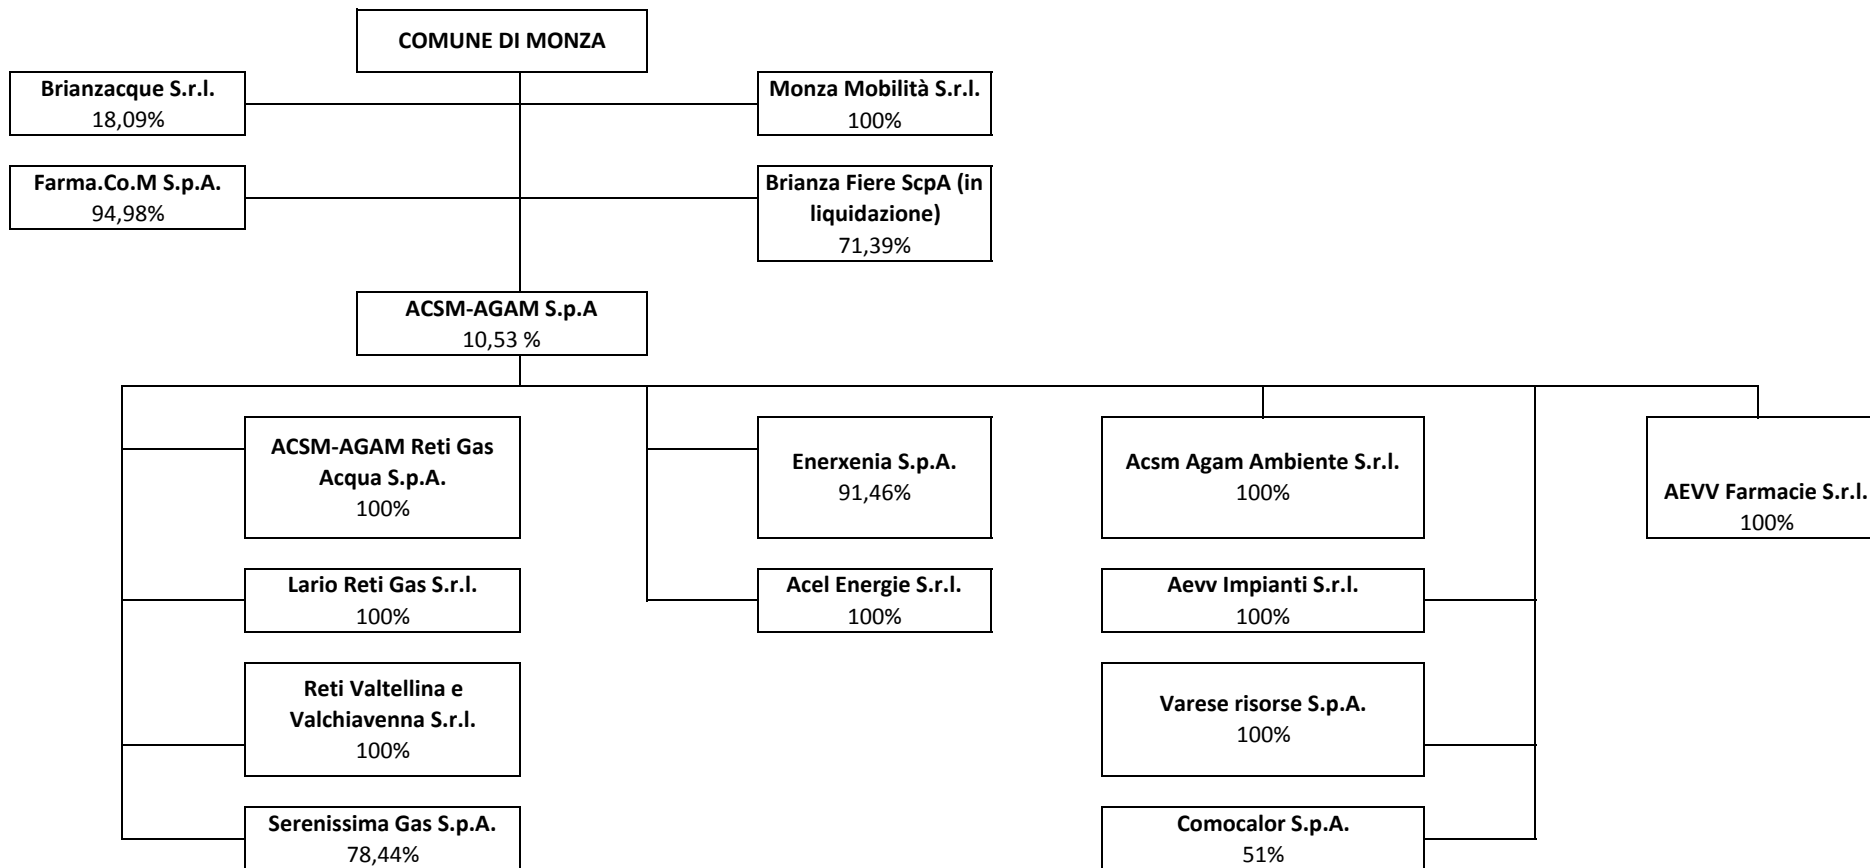 COMUNE DI MONZA
Brianzacque S.r.l.
18,09%
Monza Mobilità S.r.l.
100%
Farma.Co.M S.p.A.
94,98%
Brianza Fiere ScpA (in
liquidazione)
71,39%
ACSM-AGAM S.p.A
10,53 %
ACSM-AGAM Reti Gas
Acqua S.p.A.
100%
Enerxenia S.p.A.
91,46%
Acsm Agam Ambiente S.r.l.
100%
AEVV Farmacie S.r.l.
100%
Lario Reti Gas S.r.l.
100%
Acel Energie S.r.l.
100%
Aevv Impianti S.r.l.
100%
Reti Valtellina e
Valchiavenna S.r.l.
100%
Varese risorse S.p.A.
100%
Serenissima Gas S.p.A.
78,44%
Comocalor S.p.A.
51%